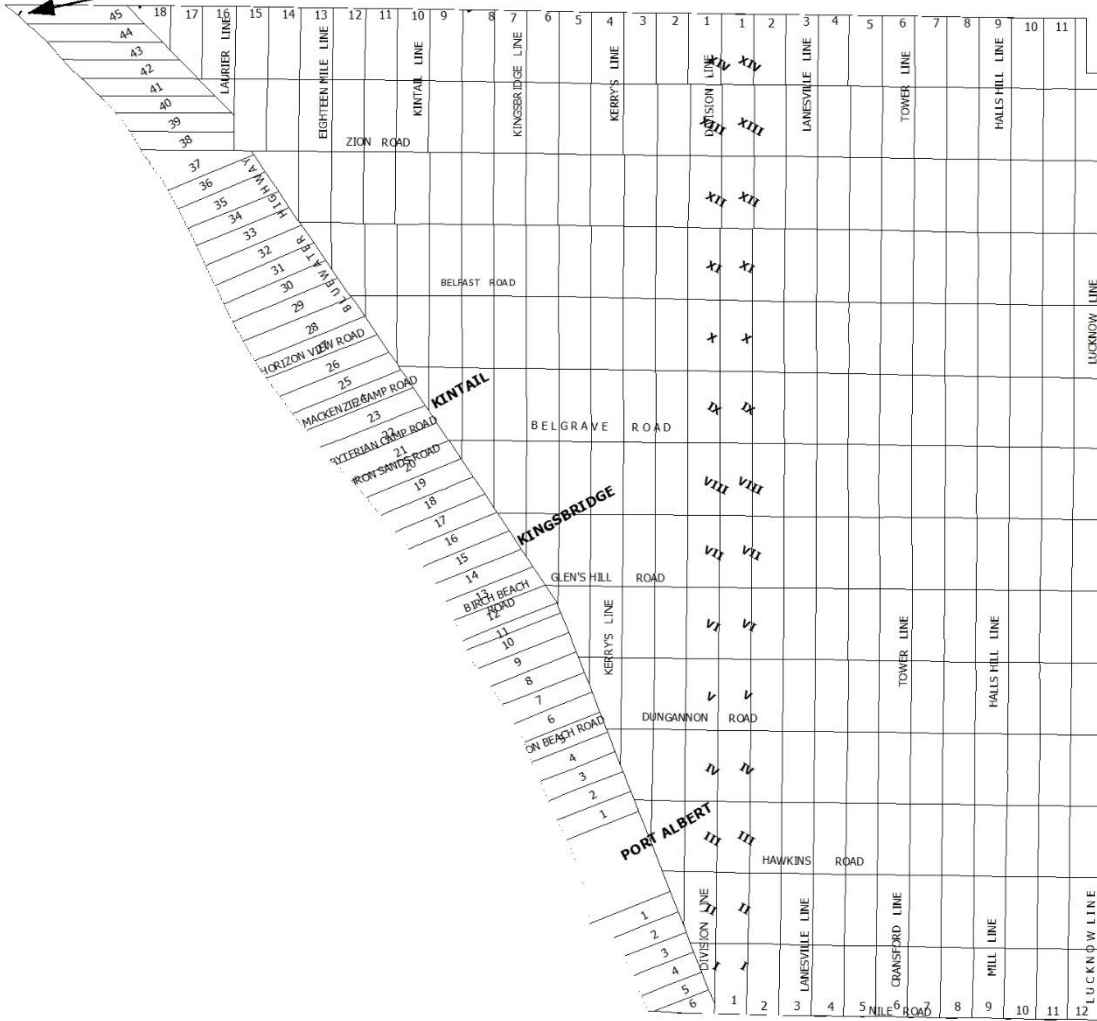 45 18 17 16 15 14 13 12 11 10 9 8 7 6 5 4 3 2 1 1 2 3 4 5 6 7 8 9 10 11
44
43
42
41
40
39
38
LAURIER LINE
EIGHTEEN MILE LINE
KINTAIL LINE
KINGSBRIDGE LINE
KERRY'S LINE
DIVISION LINE
LANESVILLE LINE
TOWER LINE
HALLS HILL LINE
XIV XIV
XIII XIII
ZION ROAD
37
36
35
34
33
32
31
30
29
28
BLUEWATER HIGHWAY
XII XII
XI XI
BELFAST ROAD
LUCKNOW LINE
X X
HORIZON VIEW ROAD
26
25
MACKENZIE CAMP ROAD
23
22
CAMP ROAD
21
20
SANDS ROAD
19
18
17
16
15
14
13
KINTAIL
IX IX
BELGRAVE ROAD
VIII VIII
KINGSBRIDGE
VII VII
GLEN'S HILL ROAD
BIRCH BEACH
ROAD
12
11
10
9
8
7
6
KERRY'S LINE
VI VI
TOWER LINE
HALLS HILL LINE
V V
DUNGANNON ROAD
BEACH ROAD
4
3
2
1
IV IV
PORT ALBERT
III III
HAWKINS ROAD
1
2
3
4
5
6
DIVISION LINE
II II
LANESVILLE LINE
CRANSFORD LINE
MILL LINE
LUCKNOW LINE
I I
1 2 3 4 5 6 7 8 9 10 11 12
NILE ROAD